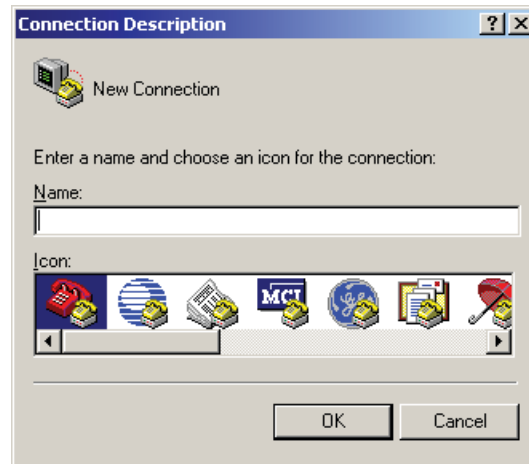 Connection Description
New Connection
Enter a name and choose an icon for the connection:
Name:
Icon:
MCI
OK Cancel